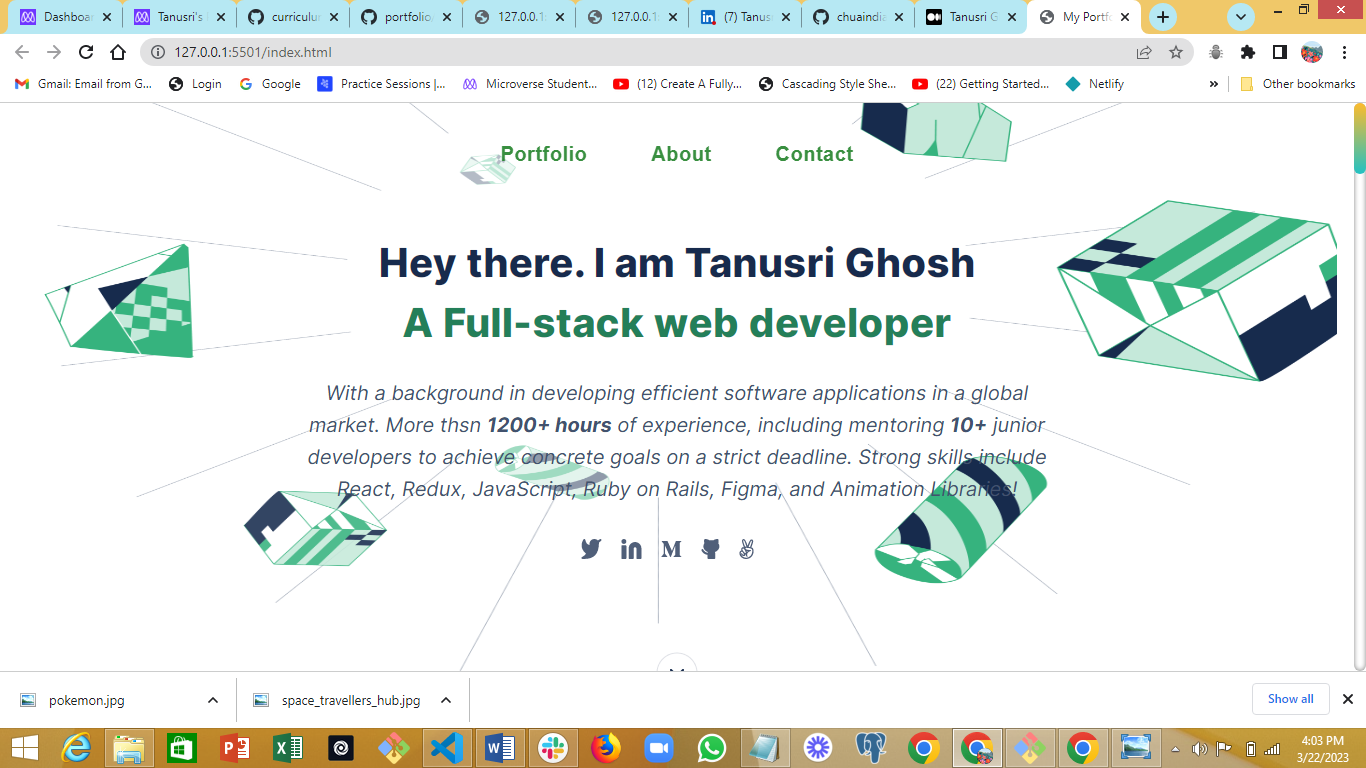 Dashboar
Tanusri's
curriculu
portfolio
127.0.0.1
127.0.0.1
(7) Tanus
chuaindia
Tanusri G
My Portf
127.0.0.1:5501/index.html
Gmail: Email from G...
Login
Google
Practice Sessions |...
Microverse Student...
(12) Create A Fully...
Cascading Style She...
(22) Getting Started...
Netlify
»
Other bookmarks
Portfolio
About
Contact
Hey there. I am Tanusri Ghosh
A Full-stack web developer
With a background in developing efficient software applications in a global
market. More thsn 1200+ hours of experience, including mentoring 10+ junior
developers to achieve concrete goals on a strict deadline. Strong skills include
React, Redux, JavaScript, Ruby on Rails, Figma, and Animation Libraries!
pokemon.jpg
space_travellers_hub.jpg
Show all
4:03 PM
3/22/2023